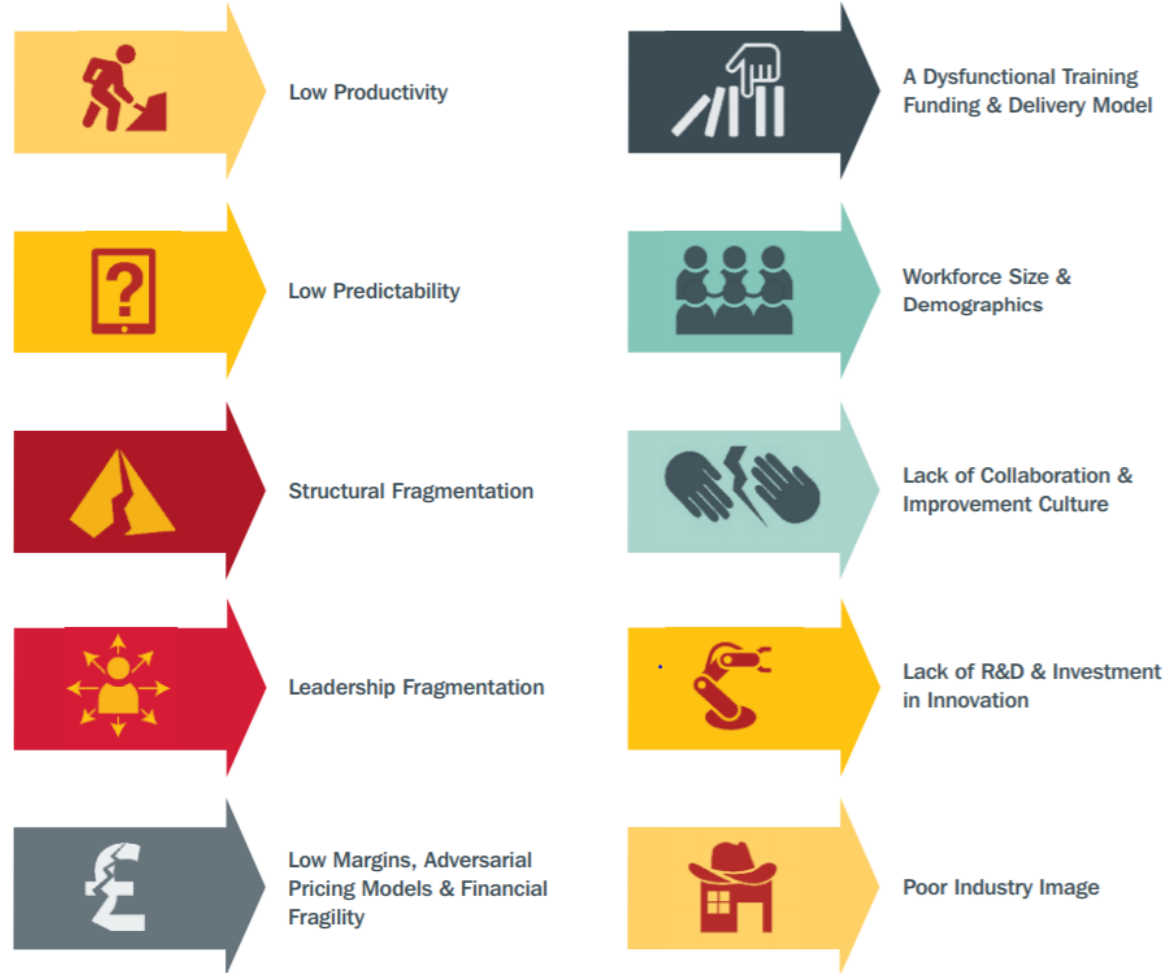 Low Productivity
Low Predictability
Structural Fragmentation
Leadership Fragmentation
£
Low Margins, Adversarial
Pricing Models & Financial
Fragility
A Dysfunctional Training
Funding & Delivery Model
Workforce Size &
Demographics
Lack of Collaboration &
Improvement Culture
Lack of R&D & Investment
in Innovation
Poor Industry Image